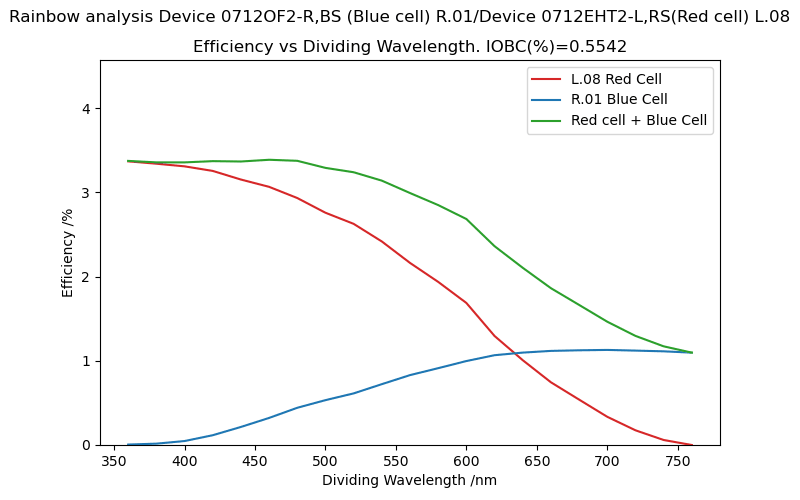 Rainbow analysis Device 0712OF2-R,BS (Blue cell) R.01/Device 0712EHT2-L,RS(Red cell) L.08
Efficiency vs Dividing Wavelength. IOBC(%)=0.5542
L.08 Red Cell
R.01 Blue Cell
Red cell + Blue Cell
Efficiency /%
4
3
2
1
0
350 400 450 500 550 600 650 700 750
Dividing Wavelength /nm